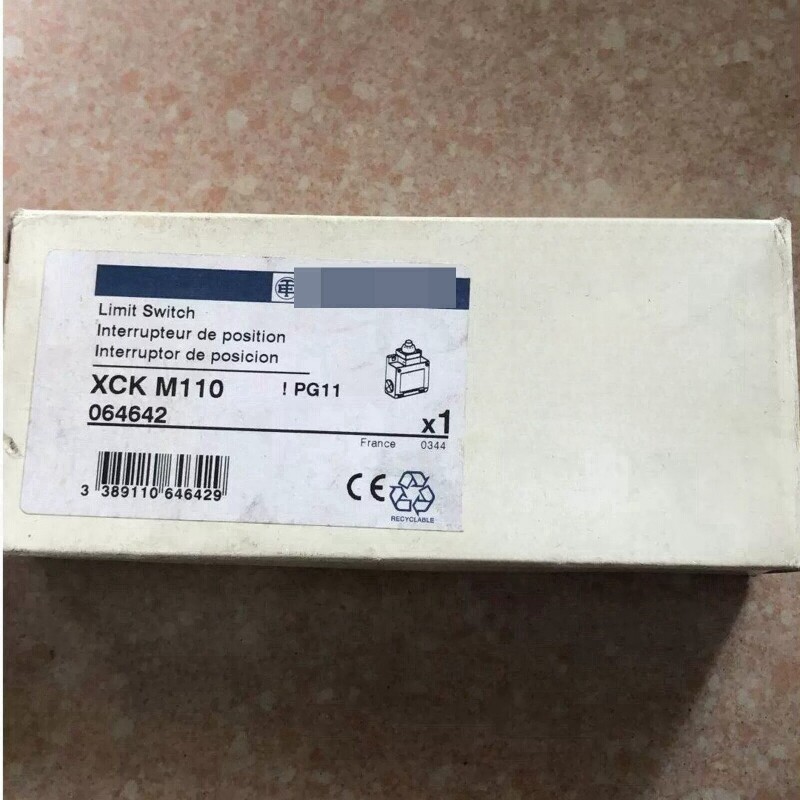 Limit Switch
Interrupteur de position
Interruptor de posicion
XCK M110 ! PG11
064642
x1
France 0344
3 389110 646429
CE
RECYCLABLE